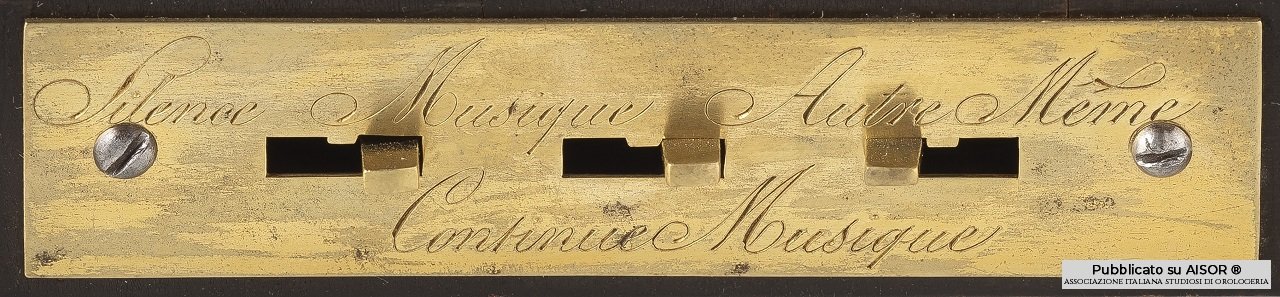 Silence Musique Autre Même
Continue Musique
Pubblicato su AISOR ®
ASSOCIAZIONE ITALIANA STUDIOSI DI OROLOGERIA